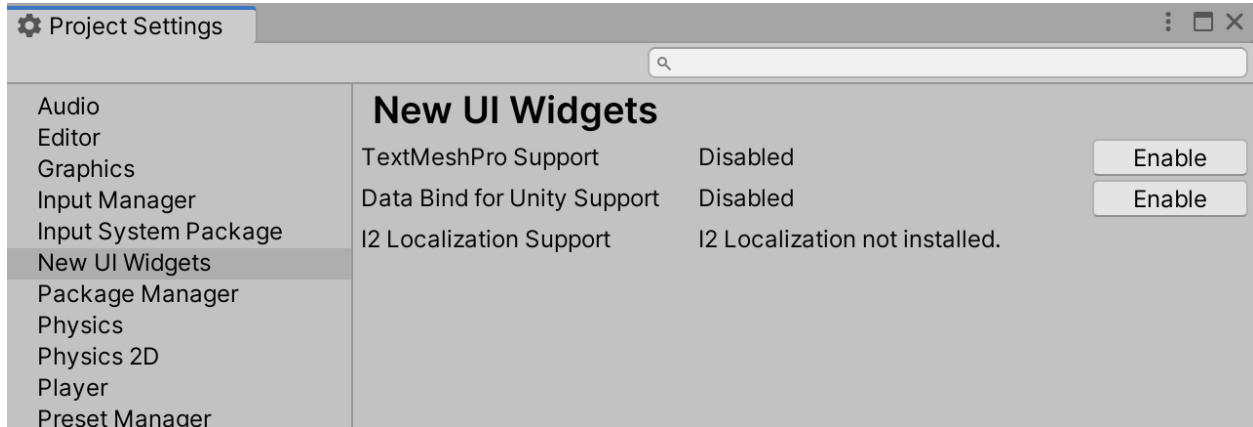 Project Settings
Audio
Editor
Graphics
Input Manager
Input System Package
New UI Widgets
Package Manager
Physics
Physics 2D
Player
Preset Manager
New UI Widgets
TextMeshPro Support Disabled Enable
Data Bind for Unity Support Disabled Enable
I2 Localization Support I2 Localization not installed.